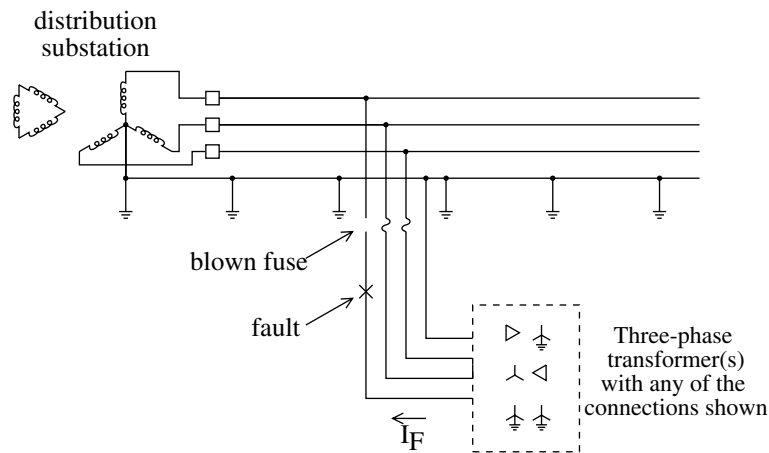 distribution
substation
blown fuse
fault
Three-phase
transformer(s)
with any of the
connections shown
IF